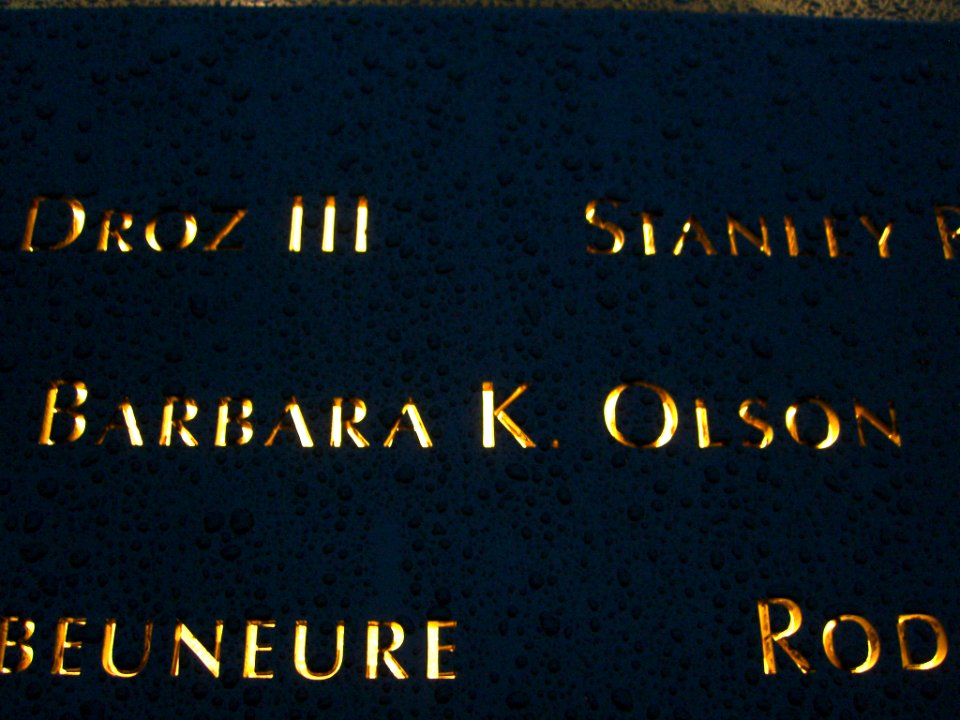 DROZ III STANLEY
BARBARA K. OLSON
BEUNEURE ROD